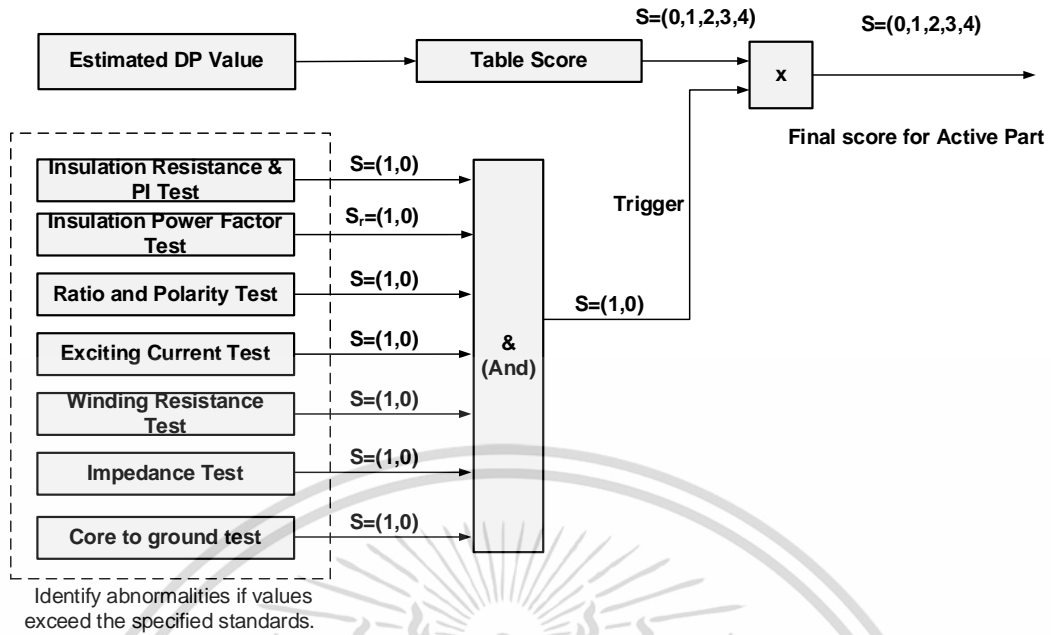 S=(0,1,2,3,4)
S=(0,1,2,3,4)
Estimated DP Value
Table Score
x
Final score for Active Part
Insulation Resistance &
PI Test
S=(1,0)
Insulation Power Factor
Test
Sr=(1,0)
Trigger
Ratio and Polarity Test
S=(1,0)
S=(1,0)
Exciting Current Test
S=(1,0)
&
(And)
Winding Resistance
Test
S=(1,0)
Impedance Test
S=(1,0)
Core to ground test
S=(1,0)
Identify abnormalities if values
exceed the specified standards.